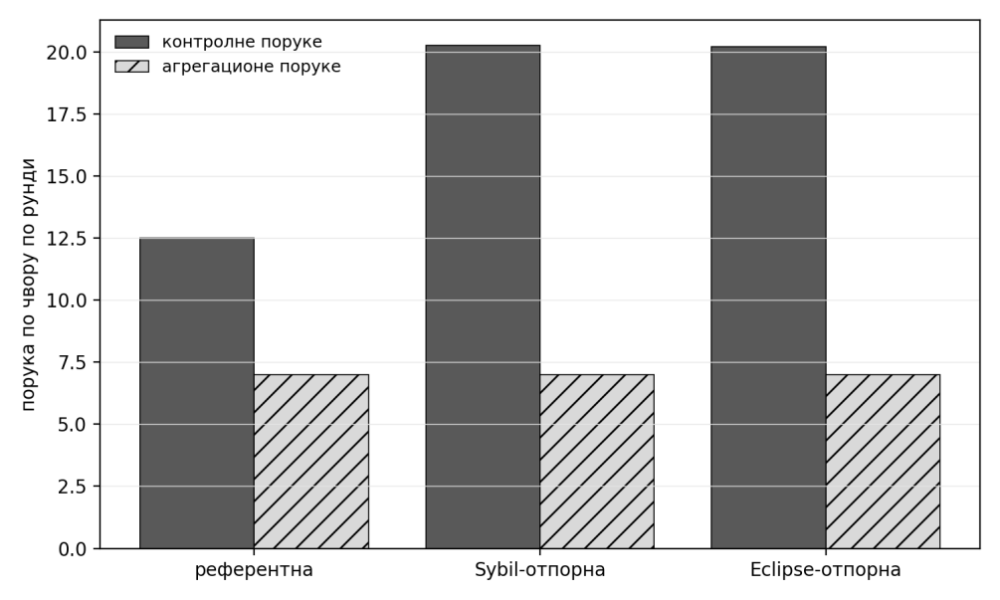 контролне поруке
агрегационе поруке
порука по чвору по рунди
20.0
17.5
15.0
12.5
10.0
7.5
5.0
2.5
0.0
референтна
Sybil-отпорна
Eclipse-отпорна